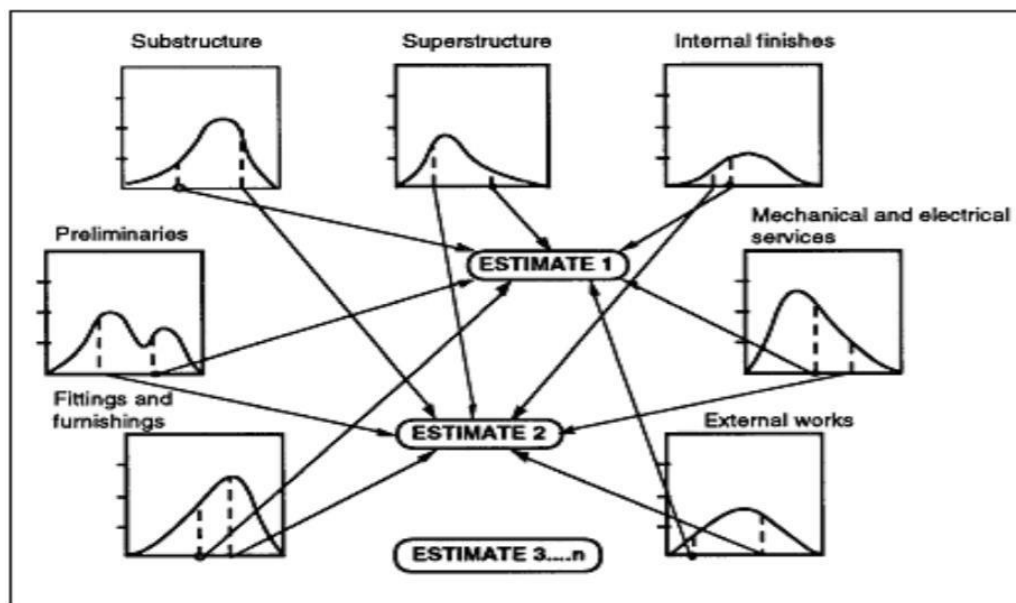 Substructure
Superstructure
Internal finishes
Preliminaries
ESTIMATE 1
Mechanical and electrical
services
Fittings and
furnishings
ESTIMATE 2
External works
ESTIMATE 3....n